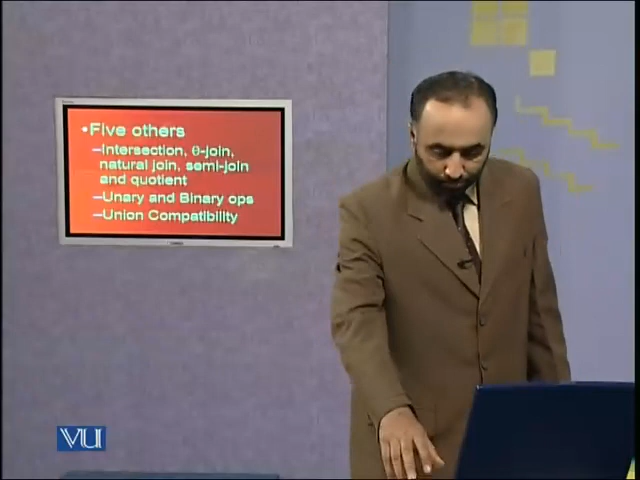 •Five others
–Intersection, θ-join,
natural join, semi-join
and quotient
–Unary and Binary ops
–Union Compatibility
VU